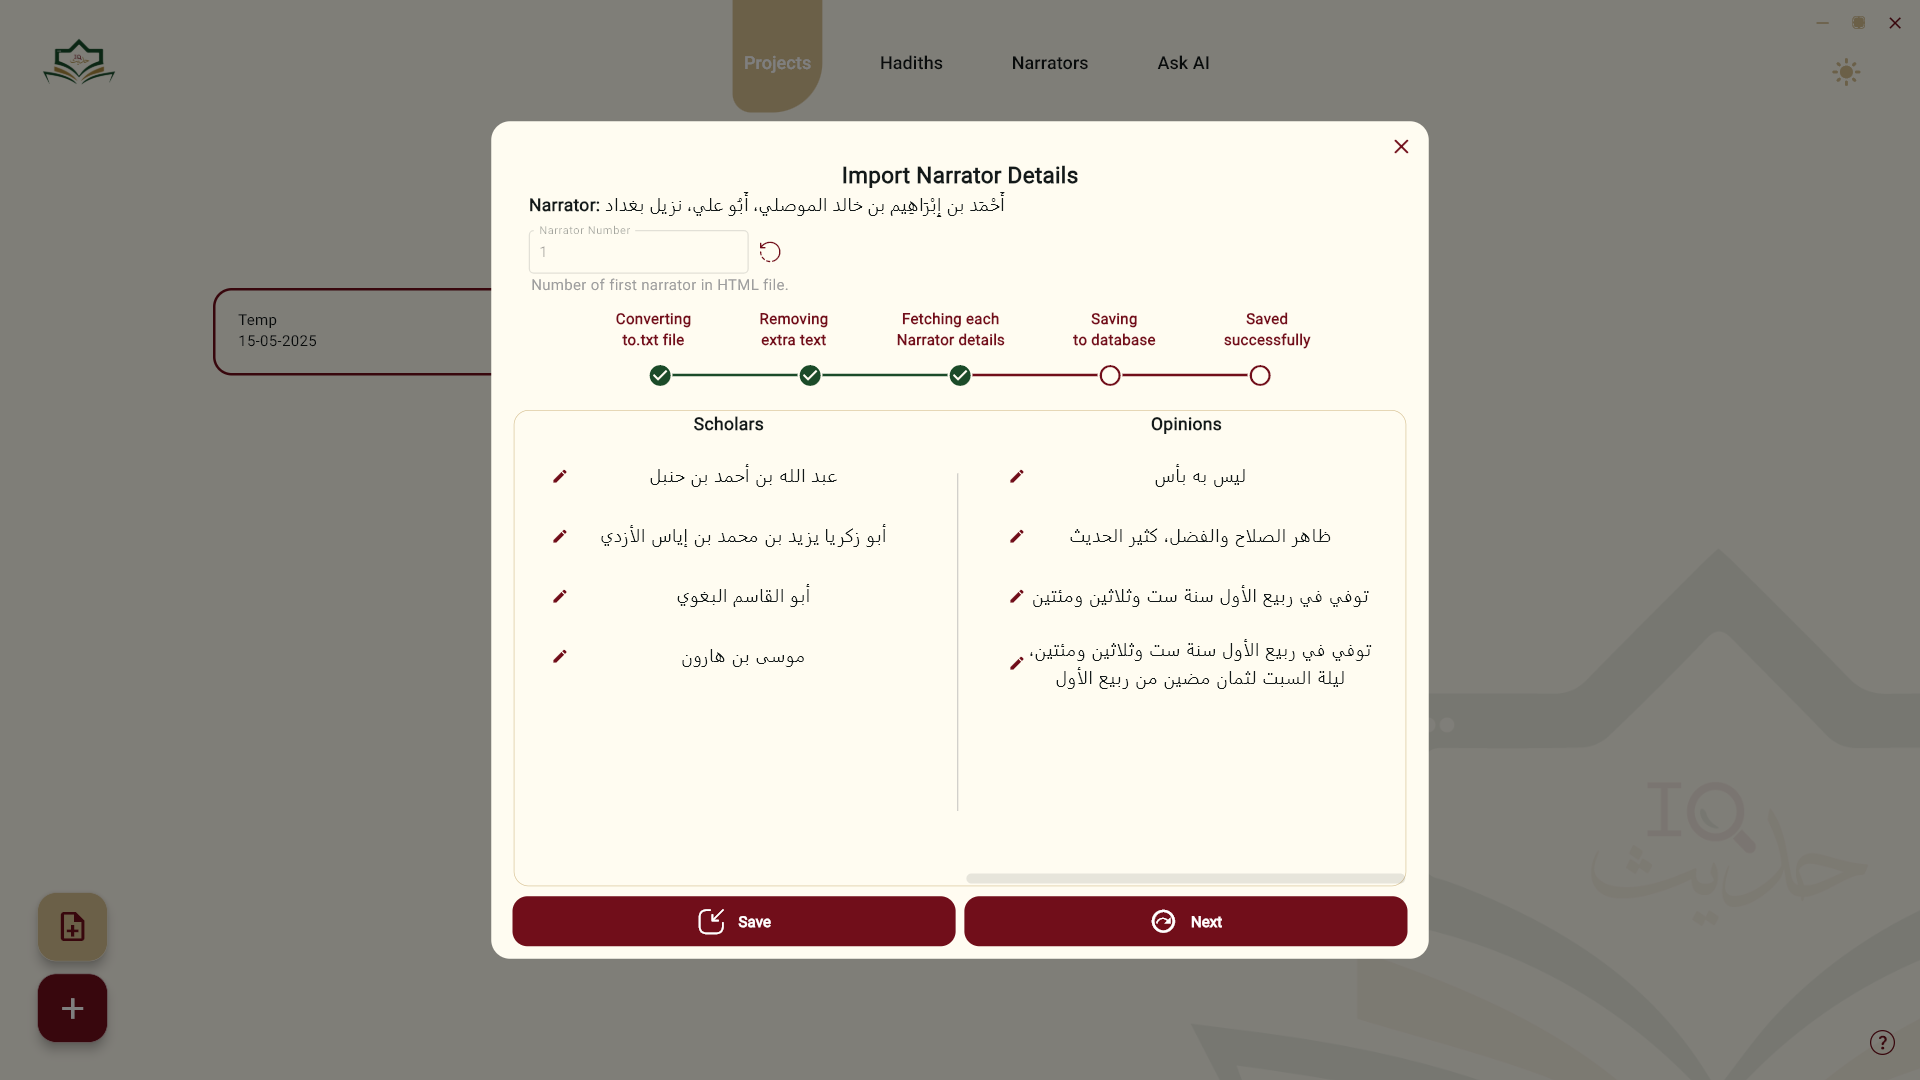 Projects
Hadiths
Narrators
Ask AI
Import Narrator Details
Narrator: أَحْمَد بن إِبْرَاهِيم بن خالد الموصلي، أَبُو علي، نزيل بغداد
Narrator Number
1
Number of first narrator in HTML file.
Temp
15-05-2025
Converting
to.txt file
Removing
extra text
Fetching each
Narrator details
Saving
to database
Saved
successfully
Scholars
Opinions
عبد الله بن أحمد بن حنبل
ليس به بأس
أبو زكريا يزيد بن محمد بن إياس الأزدي
ظاهر الصلاح والفضل، كثير الحديث
أبو القاسم البغوي
توفي في ربيع الأول سنة ست وثلاثين ومئتين
موسى بن هارون
توفي في ربيع الأول سنة ست وثلاثين ومئتين،
ليلة السبت لثمان مضين من ربيع الأول
Save
Next
IQ
حديث